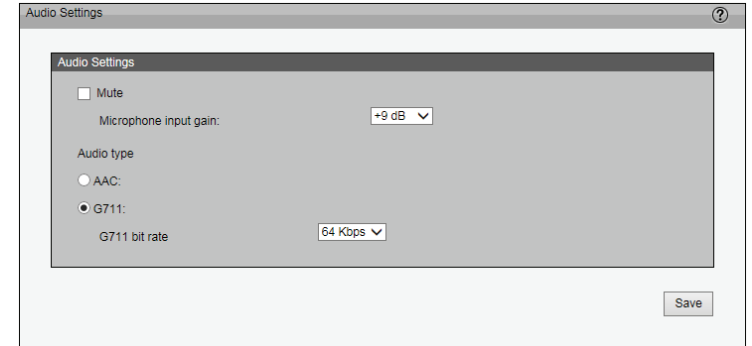 Audio Settings
?
Audio Settings
Mute
Microphone input gain: +9 dB
Audio type
AAC:
G711:
G711 bit rate 64 Kbps
Save